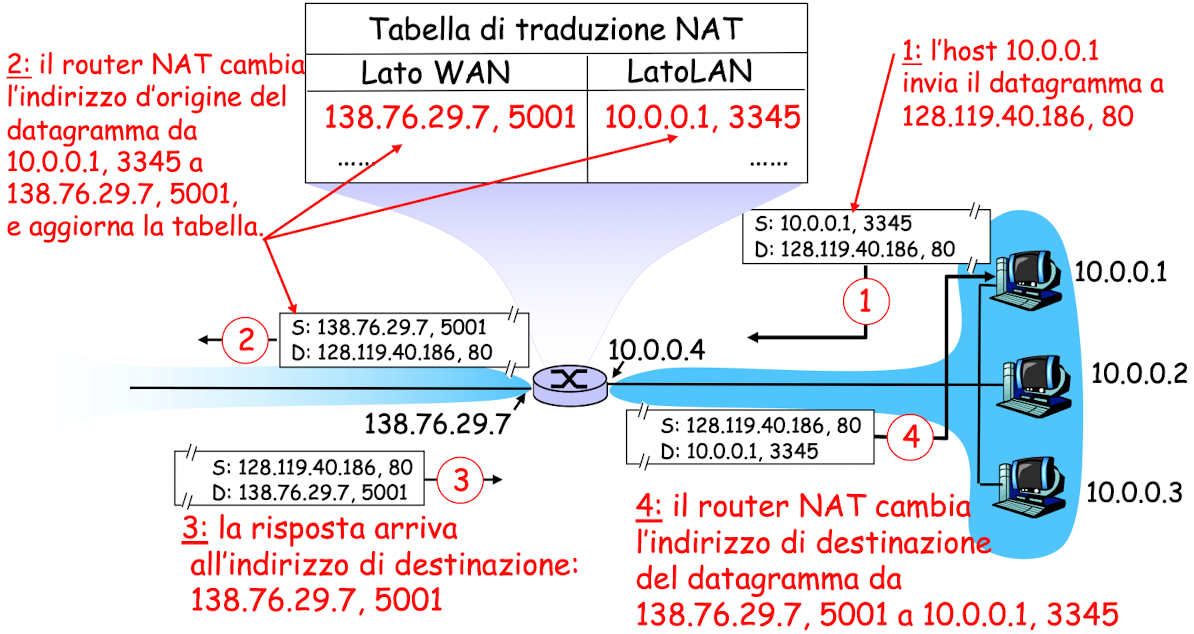 Tabella di traduzione NAT
Lato WAN
LatoLAN
138.76.29.7, 5001
10.0.0.1, 3345
......
......
2: il router NAT cambia
l'indirizzo d'origine del
datagramma da
10.0.0.1, 3345 a
138.76.29.7, 5001,
e aggiorna la tabella.
1: l'host 10.0.0.1
invia il datagramma a
128.119.40.186, 80
S: 10.0.0.1, 3345
D: 128.119.40.186, 80
1
10.0.0.1
2
S: 138.76.29.7, 5001
D: 128.119.40.186, 80
10.0.0.4
10.0.0.2
138.76.29.7
S: 128.119.40.186, 80
D: 10.0.0.1, 3345
4
S: 128.119.40.186, 80
D: 138.76.29.7, 5001
3
10.0.0.3
3: la risposta arriva
all'indirizzo di destinazione:
138.76.29.7, 5001
4: il router NAT cambia
l'indirizzo di destinazione
del datagramma da
138.76.29.7, 5001 a 10.0.0.1, 3345